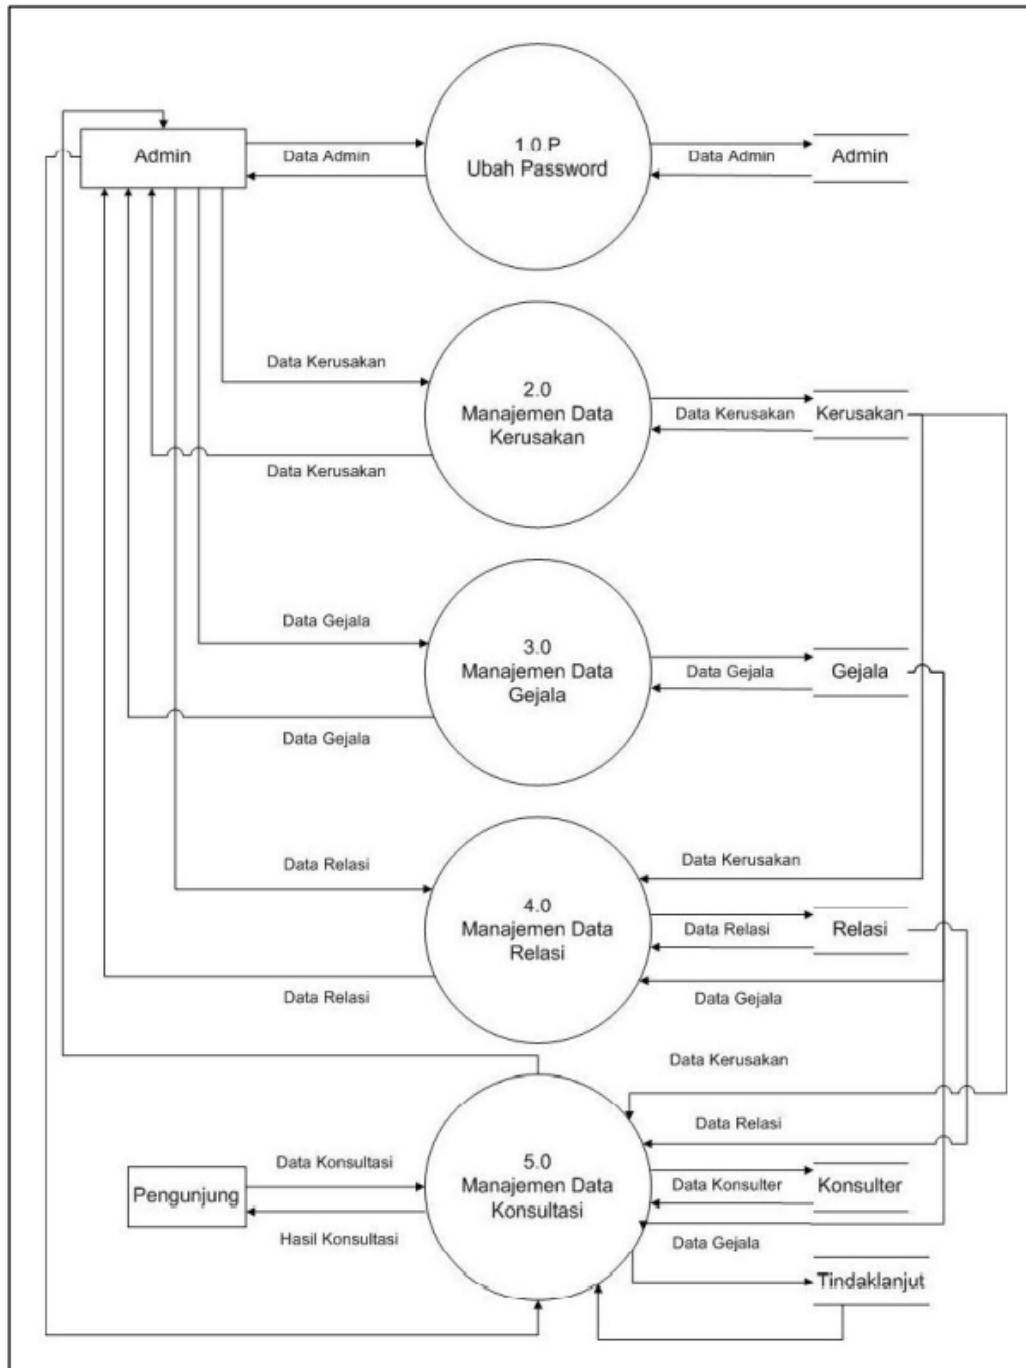 1.0.P
Ubah Password
Admin
Data Admin
Data Admin
Admin
Data Kerusakan
2.0
Manajemen Data
Kerusakan
Data Kerusakan
Kerusakan
Data Kerusakan
Data Gejala
3.0
Manajemen Data
Gejala
Data Gejala
Gejala
Data Gejala
Data Relasi
Data Kerusakan
4.0
Manajemen Data
Relasi
Data Relasi
Relasi
Data Relasi
Data Gejala
Data Kerusakan
Data Relasi
Data Konsultasi
5.0
Manajemen Data
Konsultasi
Data Konsulter
Konsulter
Pengunjung
Hasil Konsultasi
Data Gejala
Tindaklanjut